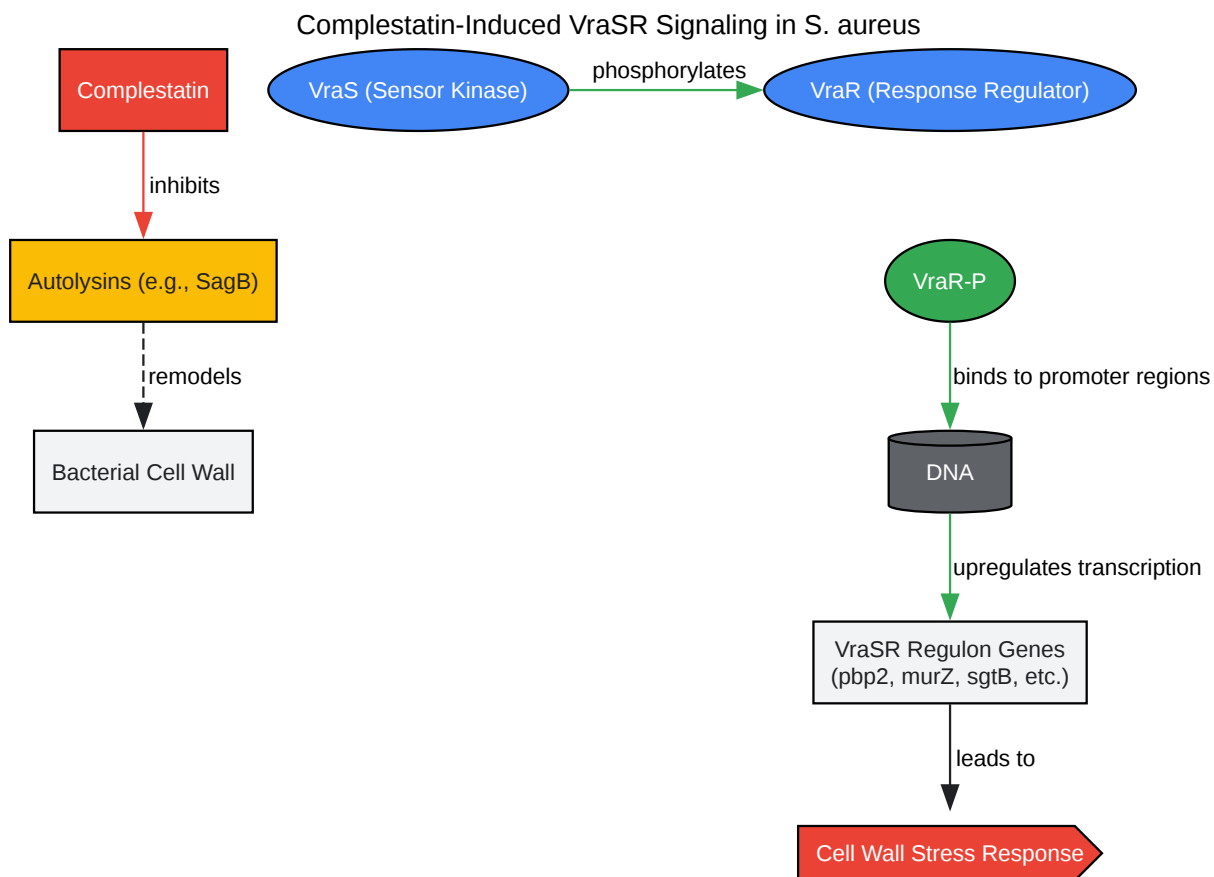 Complestatin-Induced VraSR Signaling in S. aureus
Complestatin
VraS (Sensor Kinase)
phosphorylates
VraR (Response Regulator)
inhibits
Autolysins (e.g., SagB)
VraR-P
remodels
binds to promoter regions
Bacterial Cell Wall
DNA
upregulates transcription
VraSR Regulon Genes
(pbp2, murZ, sgtB, etc.)
leads to
Cell Wall Stress Response